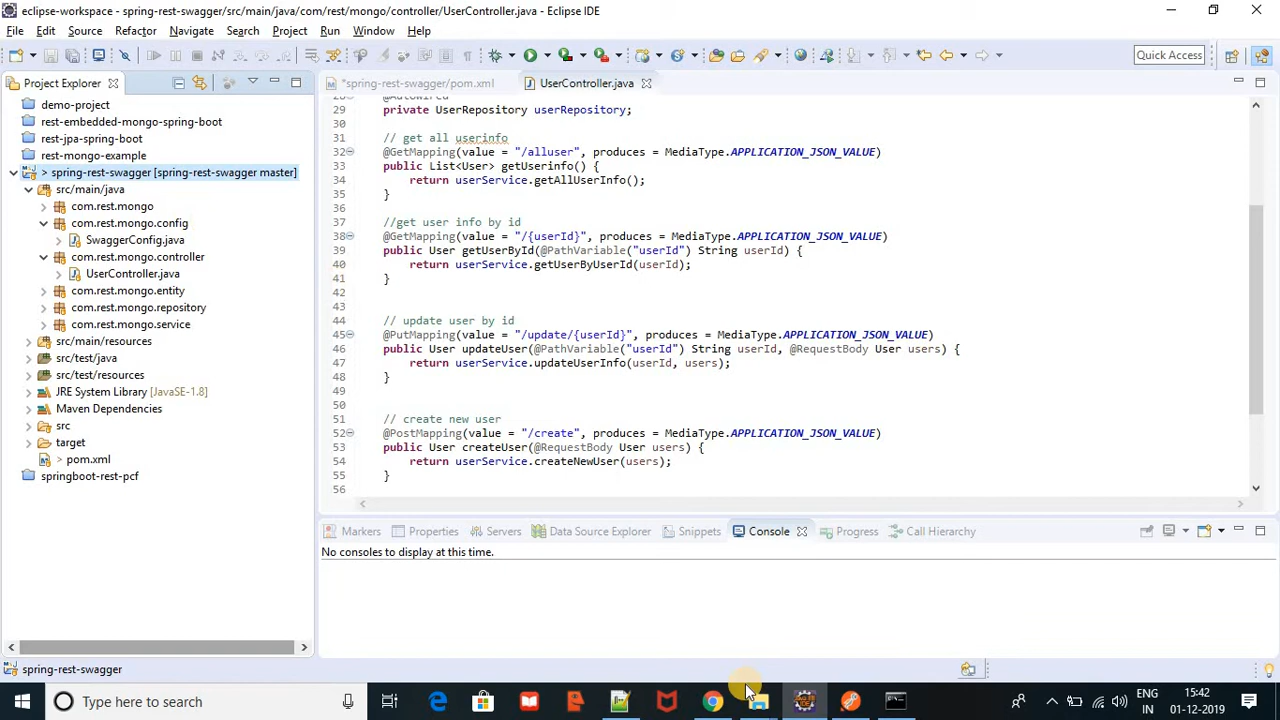 eclipse-workspace - spring-rest-swagger/src/main/java/com/rest/mongo/controller/UserController.java - Eclipse IDE
File Edit Source Refactor Navigate Search Project Run Window Help
Quick Access
Project Explorer
*spring-rest-swagger/pom.xml
UserController.java
demo-project
rest-embedded-mongo-spring-boot
rest-jpa-spring-boot
rest-mongo-example
> spring-rest-swagger [spring-rest-swagger master]
src/main/java
com.rest.mongo
com.rest.mongo.config
SwaggerConfig.java
com.rest.mongo.controller
UserController.java
com.rest.mongo.entity
com.rest.mongo.repository
com.rest.mongo.service
src/main/resources
src/test/java
src/test/resources
JRE System Library [JavaSE-1.8]
Maven Dependencies
src
target
> pom.xml
springboot-rest-pcf
28 @Autowired
29 private UserRepository userRepository;
30
31 // get all userinfo
32 @GetMapping(value = "/alluser", produces = MediaType.APPLICATION_JSON_VALUE)
33 public List<User> getUserinfo() {
34 return userService.getAllUserInfo();
35 }
36
37 //get user info by id
38 @GetMapping(value = "/{userId}", produces = MediaType.APPLICATION_JSON_VALUE)
39 public User getUserById(@PathVariable("userId") String userId) {
40 return userService.getUserByUserId(userId);
41 }
42
43
44 // update user by id
45 @PutMapping(value = "/update/{userId}", produces = MediaType.APPLICATION_JSON_VALUE)
46 public User updateUser(@PathVariable("userId") String userId, @RequestBody User users) {
47 return userService.updateUserInfo(userId, users);
48 }
49
50
51 // create new user
52 @PostMapping(value = "/create", produces = MediaType.APPLICATION_JSON_VALUE)
53 public User createUser(@RequestBody User users) {
54 return userService.createNewUser(users);
55 }
56
Markers Properties Servers Data Source Explorer Snippets Console Progress Call Hierarchy
No consoles to display at this time.
spring-rest-swagger
Type here to search
ENG
IN
15:42
01-12-2019